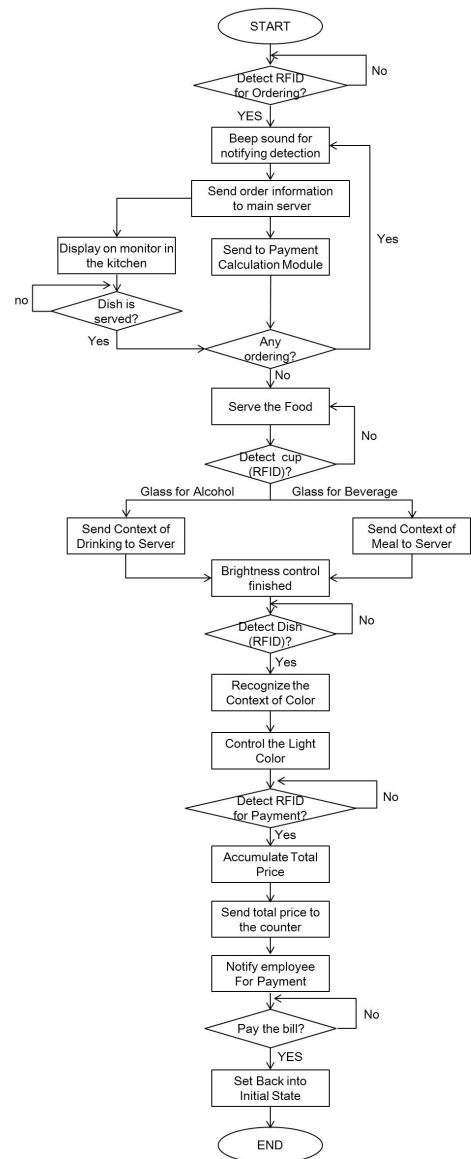 START
Detect RFID
for Ordering?
No
YES
Beep sound for
notifying detection
Send order information
to main server
Yes
Display on monitor in
the kitchen
Send to Payment
Calculation Module
no
Dish is
served?
Yes
Any
ordering?
No
Serve the Food
No
Detect cup
(RFID)?
Glass for Alcohol
Glass for Beverage
Send Context of
Drinking to Server
Send Context of
Meal to Server
Brightness control
finished
No
Detect Dish
(RFID)?
Yes
Recognize the
Context of Color
Control the Light
Color
No
Detect RFID
for Payment?
Yes
Accumulate Total
Price
Send total price to
the counter
Notify employee
For Payment
No
Pay the bill?
YES
Set Back into
Initial State
END